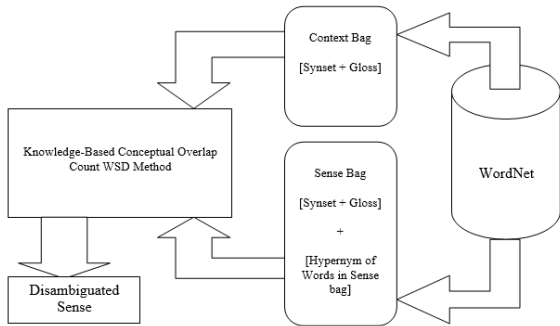 Context Bag
[Synset + Gloss]
Knowledge-Based Conceptual Overlap
Count WSD Method
WordNet
Sense Bag
[Synset + Gloss]
+
[Hypernym of
Words in Sense
bag]
Disambiguated
Sense